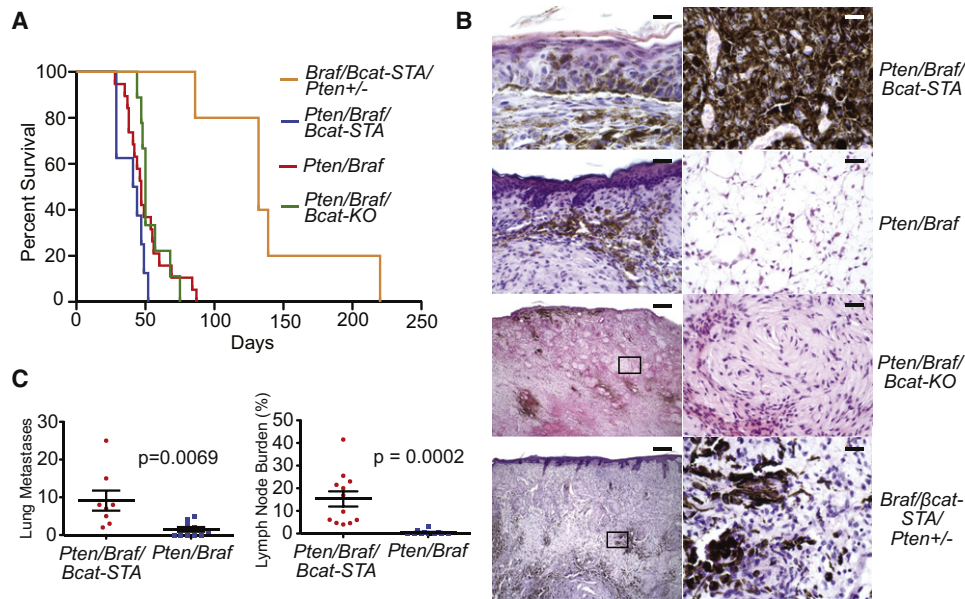 A
100
80
60
40
20
0
Percent Survival
0 50 100 150 200 250
Days
Braf/Bcat-STA/
Pten+/-
Pten/Braf/
Bcat-STA
Pten/Braf
Pten/Braf/
Bcat-KO
B
Pten/Braf/
Bcat-STA
Pten/Braf
Pten/Braf/
Bcat-KO
Braf/βcat-
STA/
Pten+/-
C
Lung Metastases
30
20
10
0
p=0.0069
Pten/Braf/
Bcat-STA
Pten/Braf
Lymph Node Burden (%)
50
40
30
20
10
0
p = 0.0002
Pten/Braf/
Bcat-STA
Pten/Braf